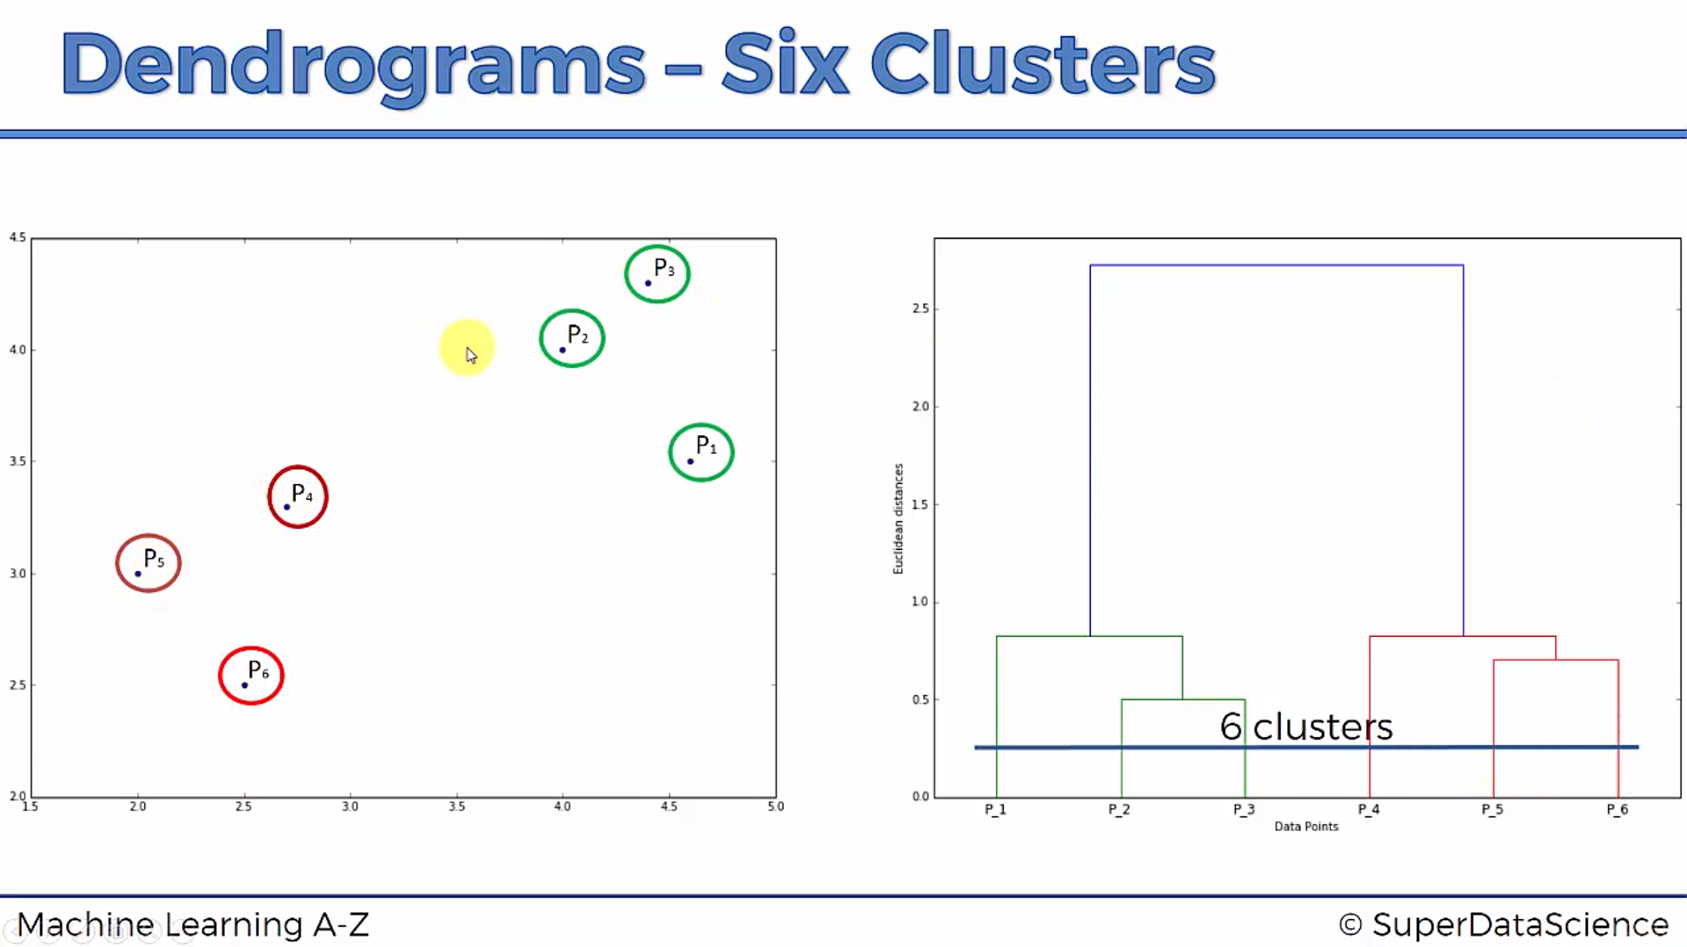 Dendrograms – Six Clusters
4.5
4.0
3.5
3.0
2.5
2.0
1.5 2.0 2.5 3.0 3.5 4.0 4.5 5.0
P3
P2
P1
P4
P5
P6
2.5
2.0
1.5
1.0
0.5
0.0
Euclidean distances
6 clusters
P_1 P_2 P_3 P_4 P_5 P_6
Data Points
Machine Learning A-Z
© SuperDataScience